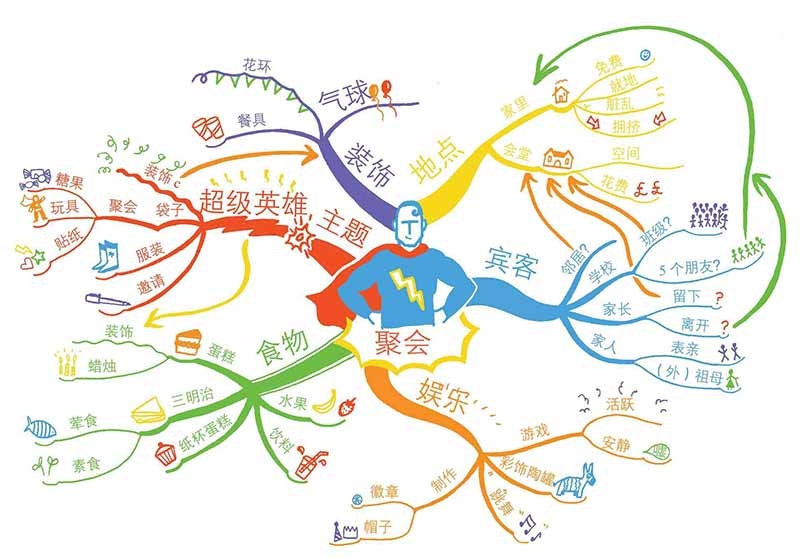 聚会
装饰
气球
花环
餐具
地点
家里
免费
就地
脏乱
拥挤
会堂
空间
花费
宾客
邻居?
学校
班级?
5个朋友?
家长
留下 ?
离开 ?
家人
表亲
(外)祖母
娱乐
游戏
活跃
安静
嘘
彩饰陶罐
跳舞
制作
徽章
帽子
食物
蛋糕
装饰
蜡烛
三明治
荤食
素食
纸杯蛋糕
饮料
水果
主题
超级英雄
装饰
袋子
聚会
糖果
玩具
贴纸
服装
邀请